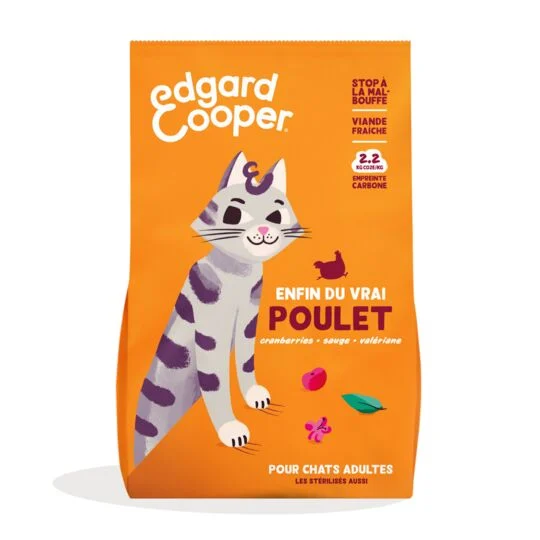 edgard
Cooper®
STOP À
LA MAL-
BOUFFE
VIANDE
FRAÎCHE
2.2
KG CO2E/KG
EMPREINTE
CARBONE
ENFIN DU VRAI
POULET
cranberries • sauge • valériane
POUR CHATS ADULTES
LES STÉRILISÉS AUSSI